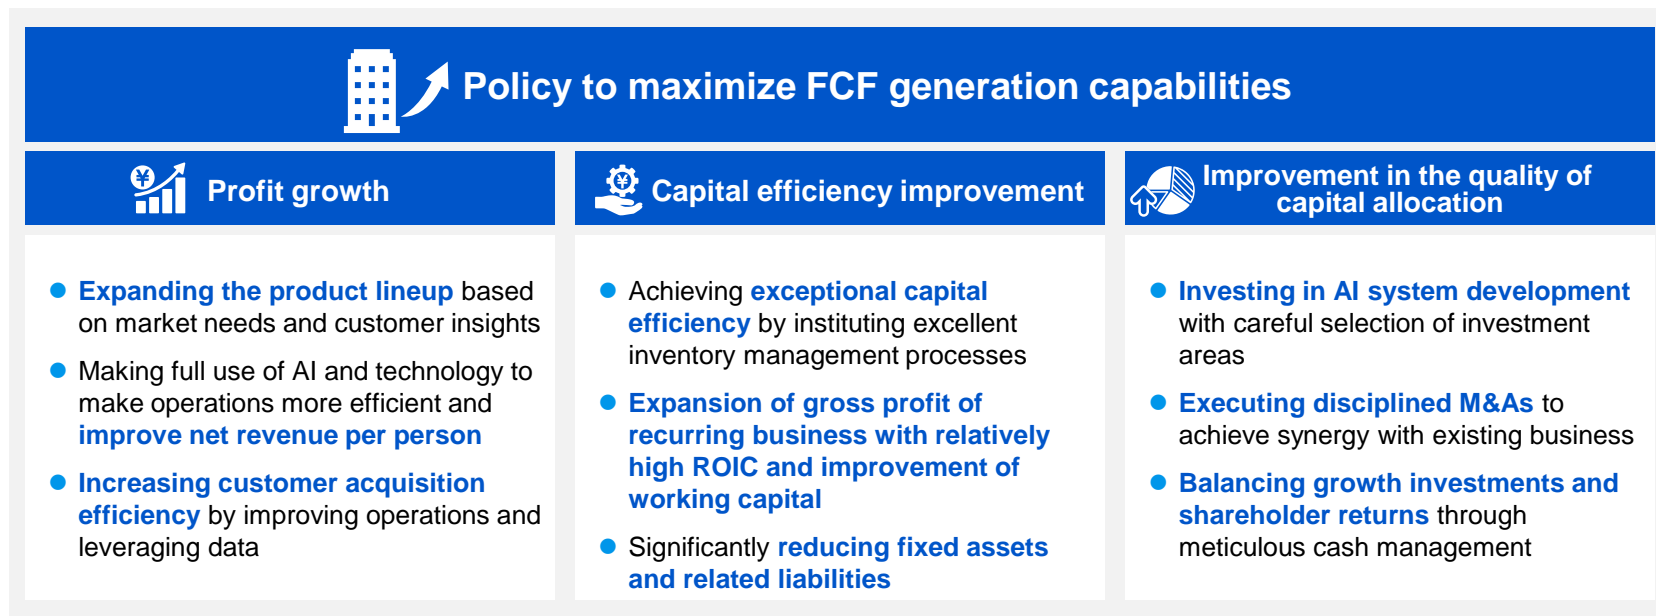 Policy to maximize FCF generation capabilities
Profit growth
Expanding the product lineup based
on market needs and customer insights
Making full use of AI and technology to
make operations more efficient and
improve net revenue per person
Increasing customer acquisition
efficiency by improving operations and
leveraging data
Capital efficiency improvement
Achieving exceptional capital
efficiency by instituting excellent
inventory management processes
Expansion of gross profit of
recurring business with relatively
high ROIC and improvement of
working capital
Significantly reducing fixed assets
and related liabilities
Improvement in the quality of
capital allocation
Investing in AI system development
with careful selection of investment
areas
Executing disciplined M&As to
achieve synergy with existing business
Balancing growth investments and
shareholder returns through
meticulous cash management